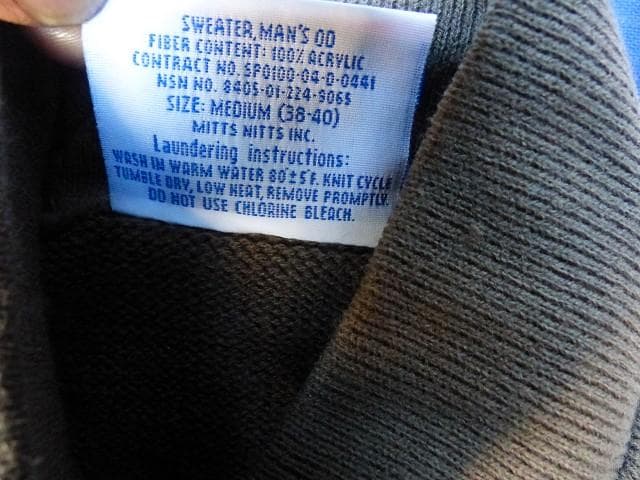 SWEATER, MAN'S OD
FIBER CONTENT: 100% ACRYLIC
CONTRACT NO. SP0100-04-D-0441
NSN NO. 8405-01-224-9065
SIZE: MEDIUM (38-40)
MITTS NITTS INC.
Laundering Instructions:
WASH IN WARM WATER 80°±5°F. KNIT CYCLE
TUMBLE DRY, LOW HEAT, REMOVE PROMPTLY.
DO NOT USE CHLORINE BLEACH.